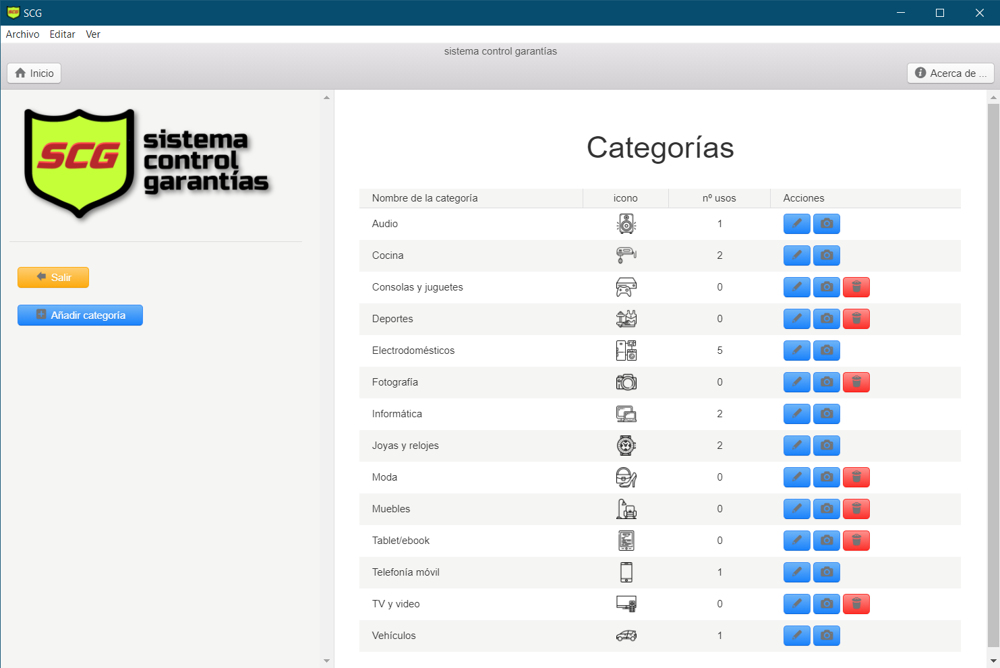 SCG
Archivo Editar Ver
sistema control garantías
Inicio
Acerca de ...
SCG
sistema
control
garantías
Salir
Añadir categoría
Categorías
Nombre de la categoría icono nº usos Acciones
Audio 1
Cocina 2
Consolas y juguetes 0
Deportes 0
Electrodomésticos 5
Fotografía 0
Informática 2
Joyas y relojes 2
Moda 0
Muebles 0
Tablet/ebook 0
Telefonía móvil 1
TV y video 0
Vehículos 1